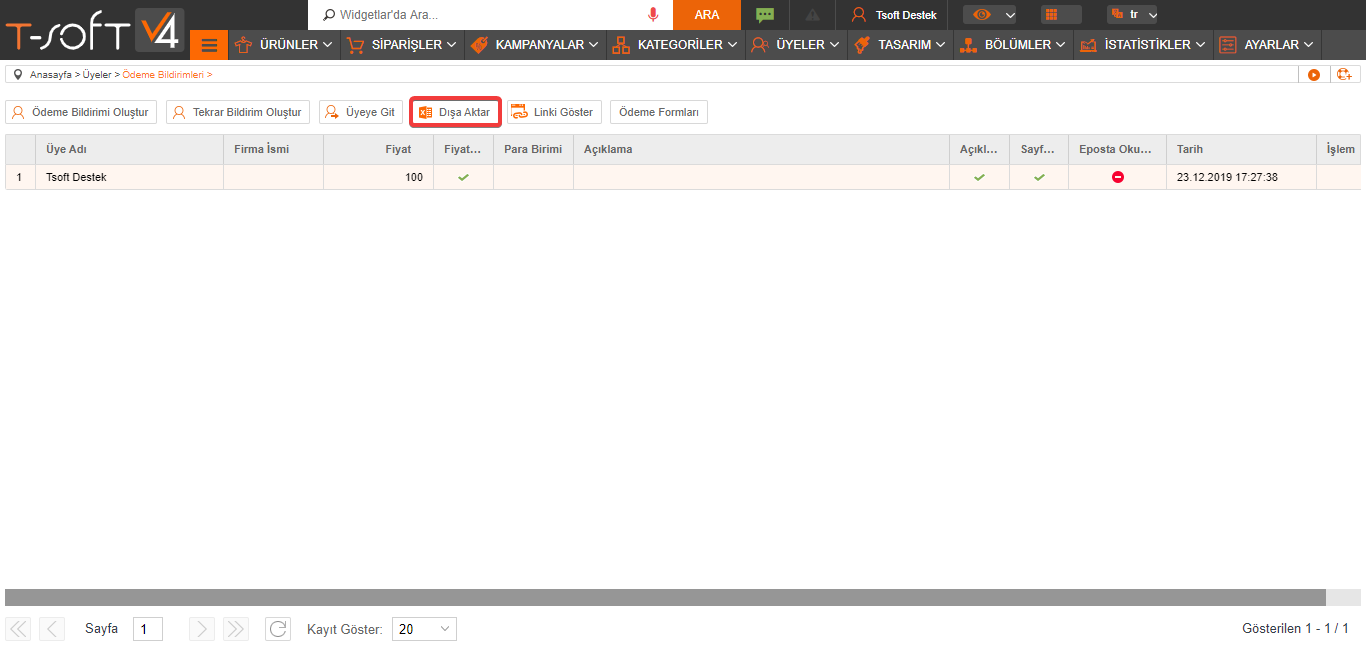 T-SOFT V4
Widgetlar'da Ara...
ARA
Tsoft Destek
tr
ÜRÜNLER
SİPARİŞLER
KAMPANYALAR
KATEGORİLER
ÜYELER
TASARIM
BÖLÜMLER
İSTATİSTİKLER
AYARLAR
Anasayfa > Üyeler > Ödeme Bildirimleri >
Ödeme Bildirimi Oluştur
Tekrar Bildirim Oluştur
Üyeye Git
Dışa Aktar
Linki Göster
Ödeme Formları
Üye Adı Firma İsmi Fiyat Fiyat... Para Birimi Açıklama Açıkl... Sayf... Eposta Oku... Tarih İşlem
1 Tsoft Destek 100 23.12.2019 17:27:38
Sayfa 1 Kayıt Göster: 20 Gösterilen 1 - 1 / 1